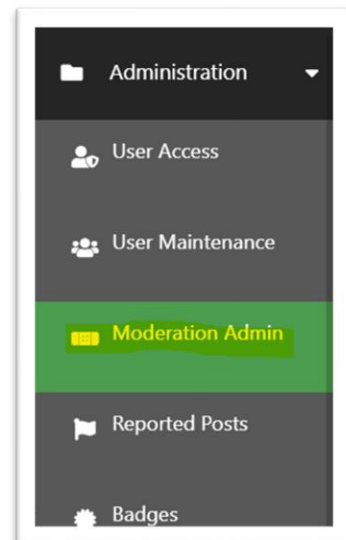 Administration
User Access
User Maintenance
Moderation Admin
Reported Posts
Badges